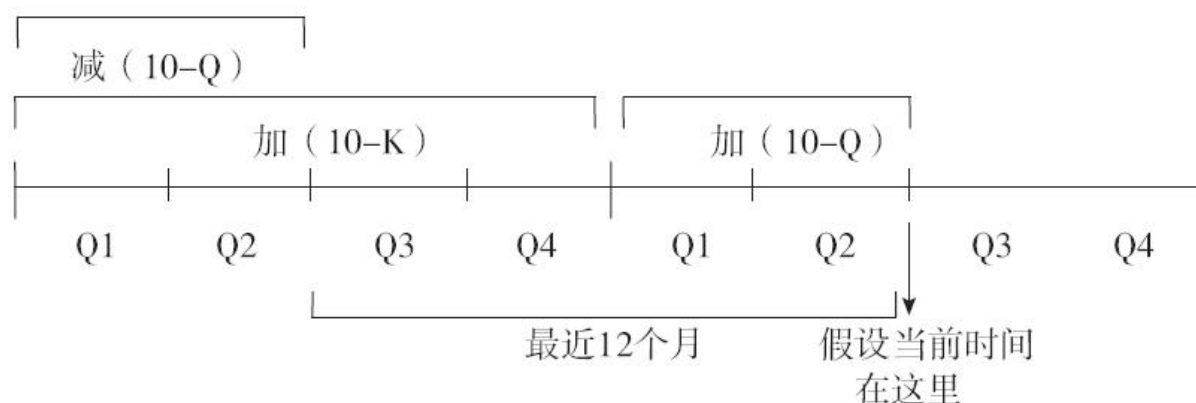 减（10–Q）
加（10–K） 加（10–Q）
Q1 Q2 Q3 Q4 Q1 Q2 Q3 Q4
最近12个月 假设当前时间
在这里